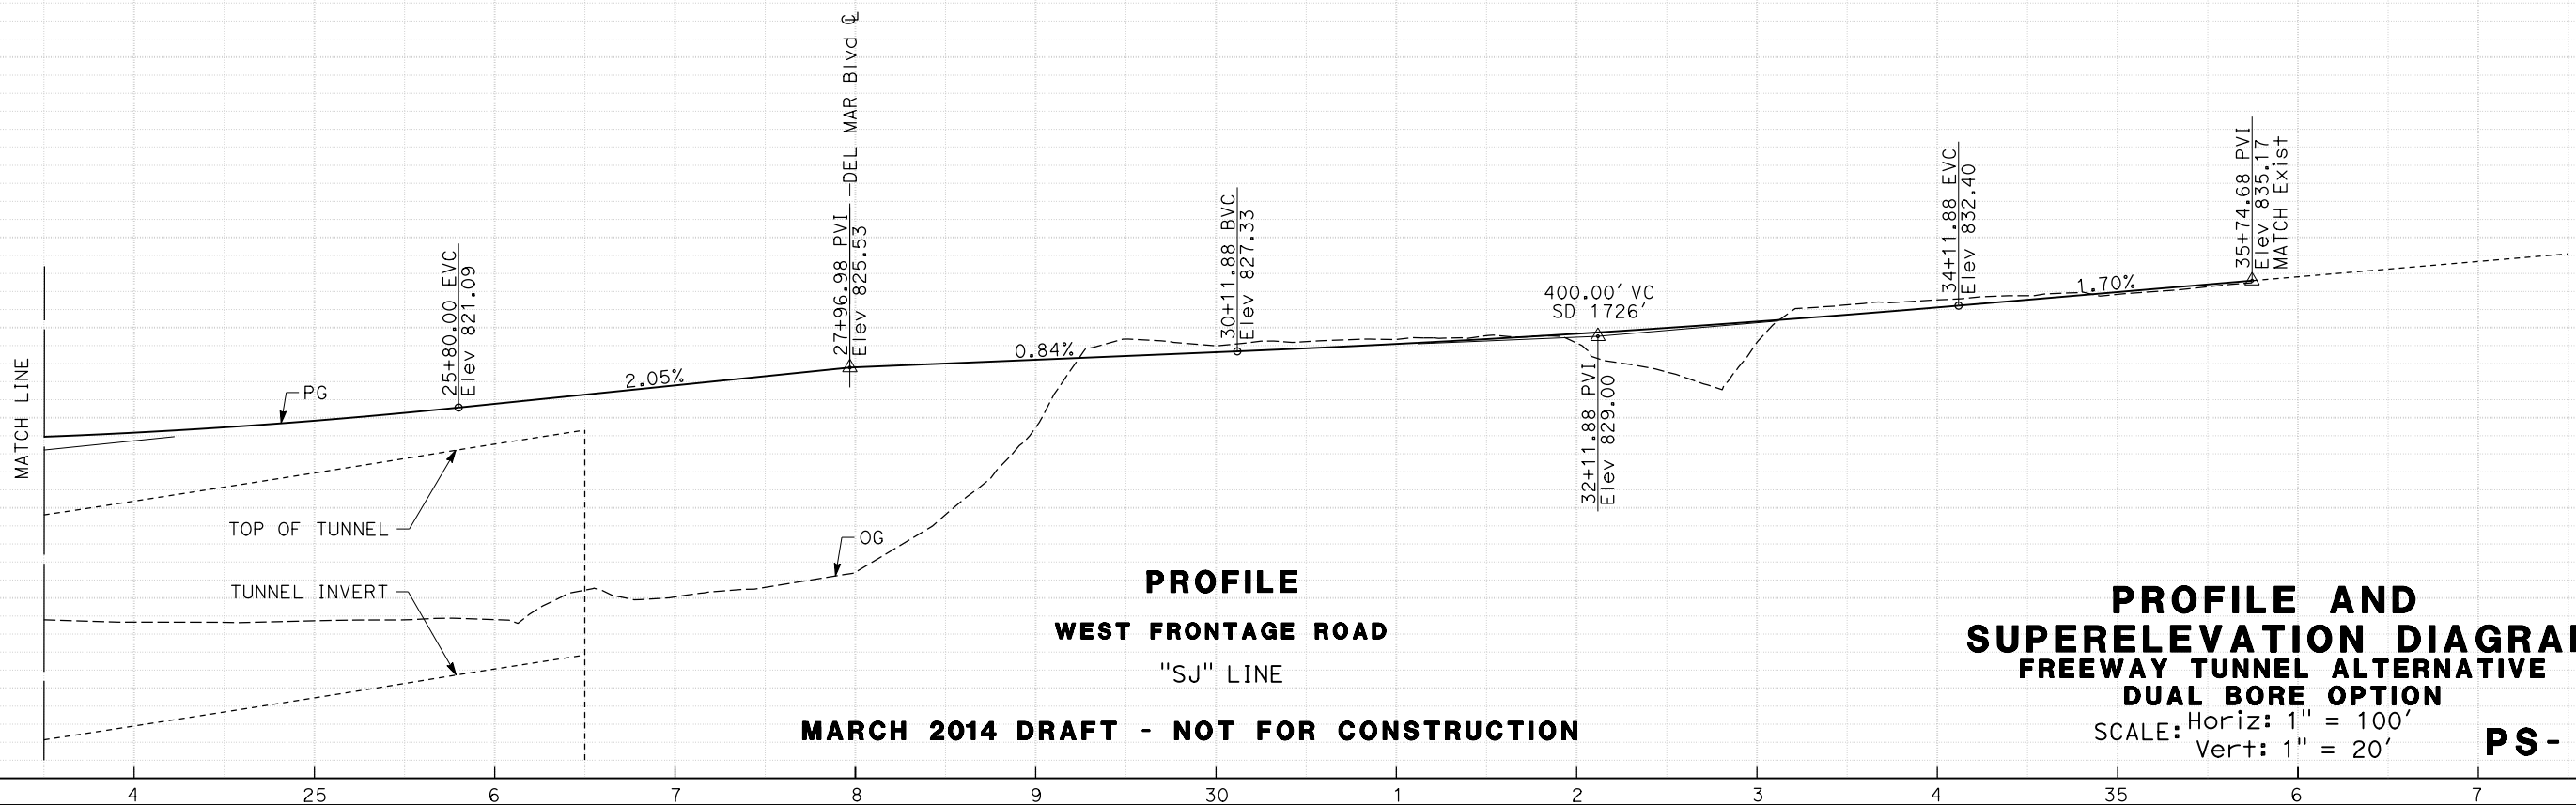 DEL MAR Blvd ℄
MATCH LINE
PG
25+80.00 EVC
Elev 821.09
2.05%
27+96.98 PVI
Elev 825.53
0.84%
30+11.88 BVC
Elev 827.33
400.00' VC
SD 1726'
32+11.88 PVI
Elev 829.00
34+11.88 EVC
Elev 832.40
1.70%
35+74.68 PVI
Elev 835.17
MATCH Exist
TOP OF TUNNEL
TUNNEL INVERT
OG
PROFILE
WEST FRONTAGE ROAD
"SJ" LINE
MARCH 2014 DRAFT - NOT FOR CONSTRUCTION
PROFILE AND
SUPERELEVATION DIAGRA
FREEWAY TUNNEL ALTERNATIVE
DUAL BORE OPTION
SCALE: Horiz: 1" = 100'
Vert: 1" = 20'
PS-
4 25 6 7 8 9 30 1 2 3 4 35 6 7